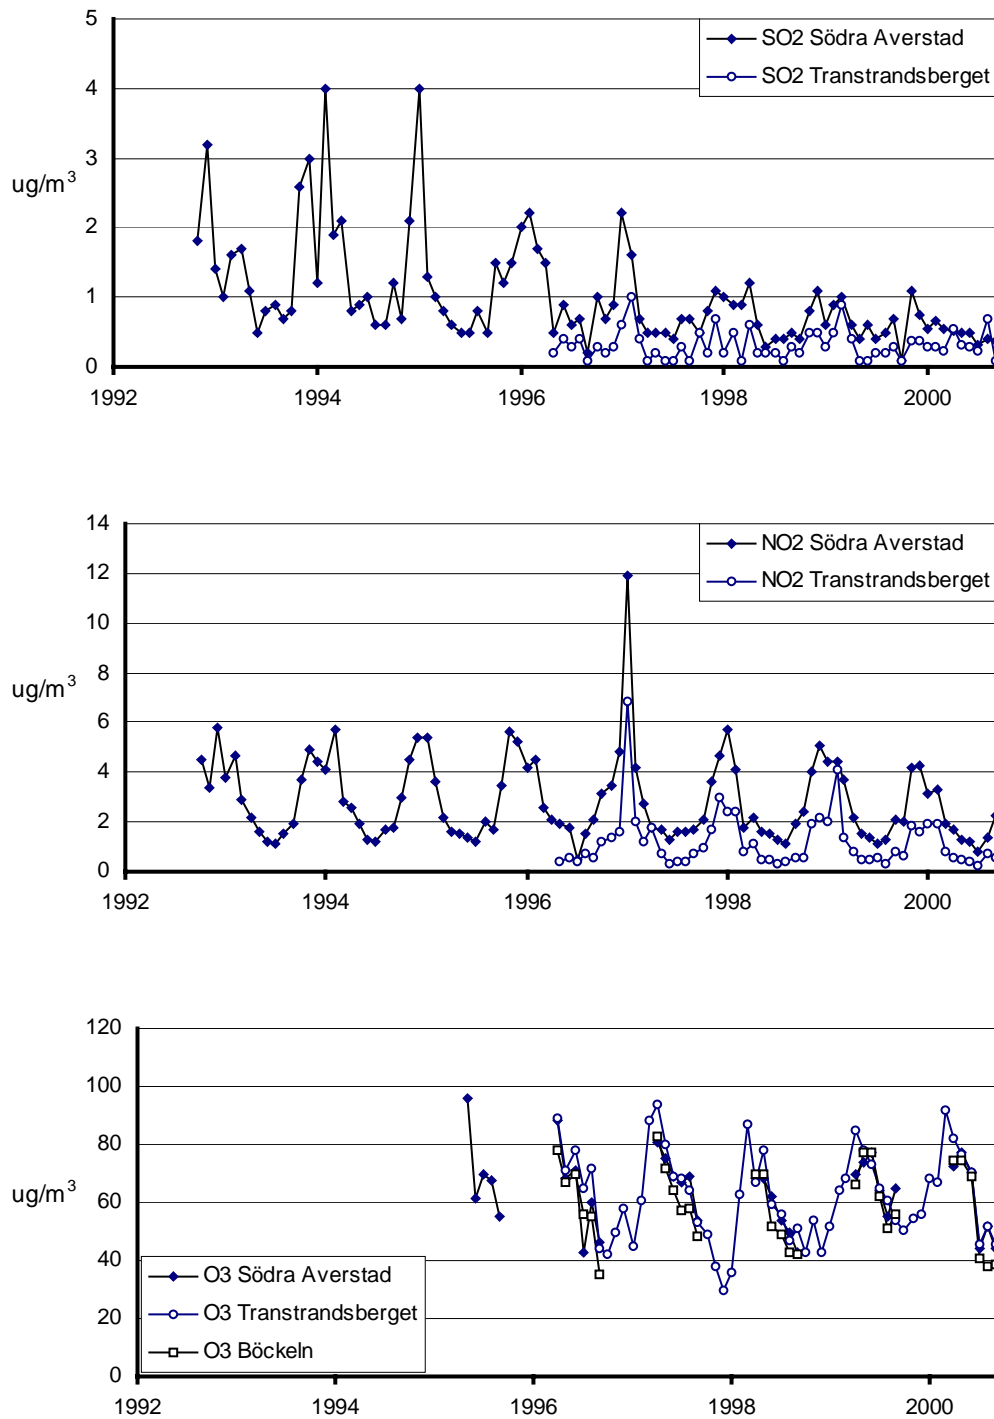 5
SO2 Södra Averstad
SO2 Transtrandsberget
4
3
ug/m³
2
1
0
1992 1994 1996 1998 2000
14
NO2 Södra Averstad
NO2 Transtrandsberget
12
10
8
ug/m³
6
4
2
0
1992 1994 1996 1998 2000
120
100
80
ug/m³
60
40
O3 Södra Averstad
O3 Transtrandsberget
20
O3 Böckeln
0
1992 1994 1996 1998 2000